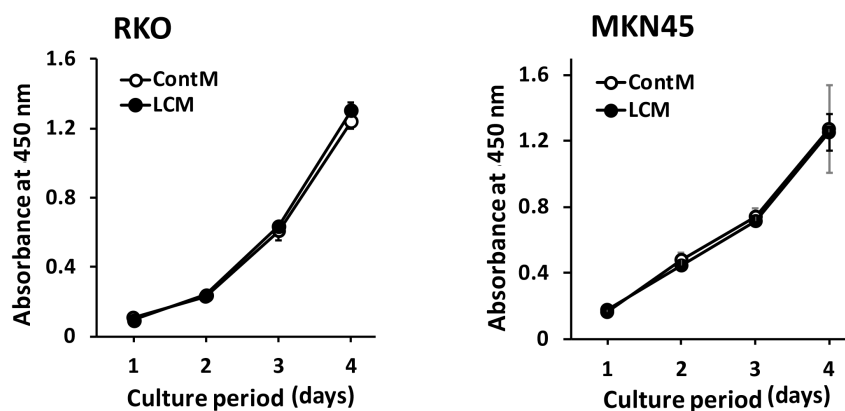 RKO
1.6
1.2
0.8
0.4
0
ContM
LCM
Absorbance at 450 nm
1 2 3 4
Culture period (days)
MKN45
1.6
1.2
0.8
0.4
0
ContM
LCM
Absorbance at 450 nm
1 2 3 4
Culture period (days)